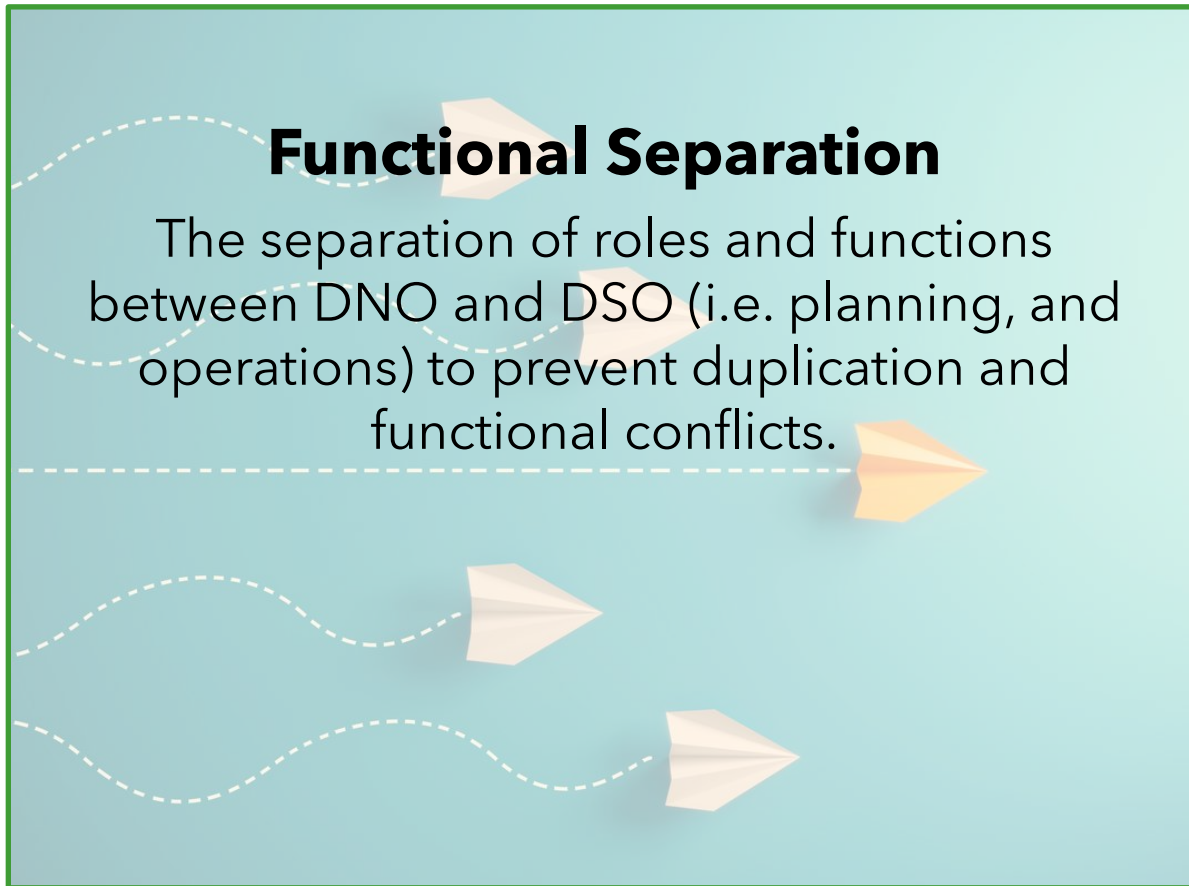 Functional Separation
The separation of roles and functions
between DNO and DSO (i.e. planning, and
operations) to prevent duplication and
functional conflicts.